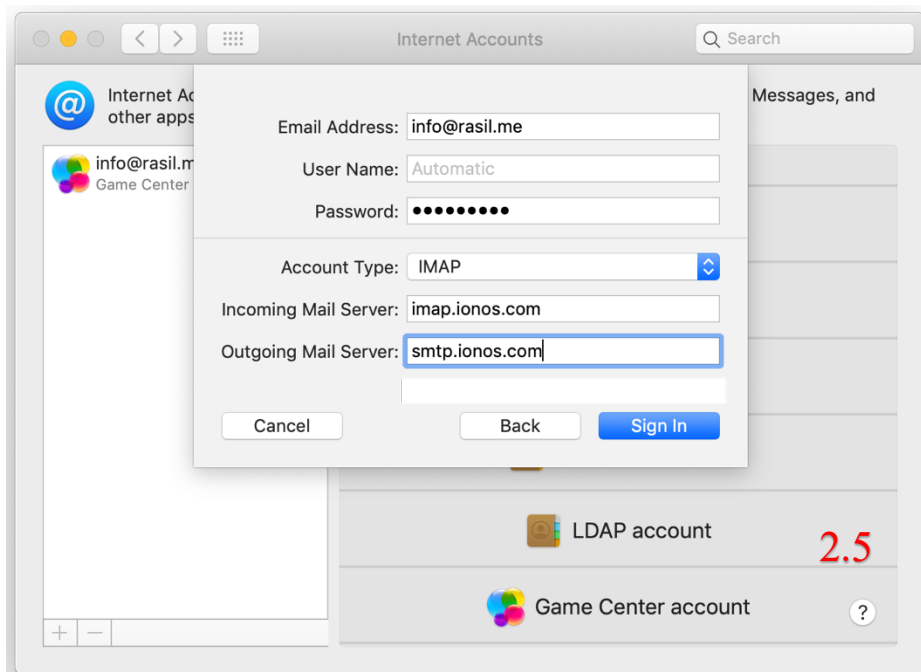 Internet Accounts
Search
Internet Ac
other apps
Messages, and
info@rasil.m
Game Center
Email Address: info@rasil.me
User Name: Automatic
Password: •••••••••
Account Type: IMAP
Incoming Mail Server: imap.ionos.com
Outgoing Mail Server: smtp.ionos.com
Cancel
Back
Sign In
LDAP account
2.5
Game Center account
?